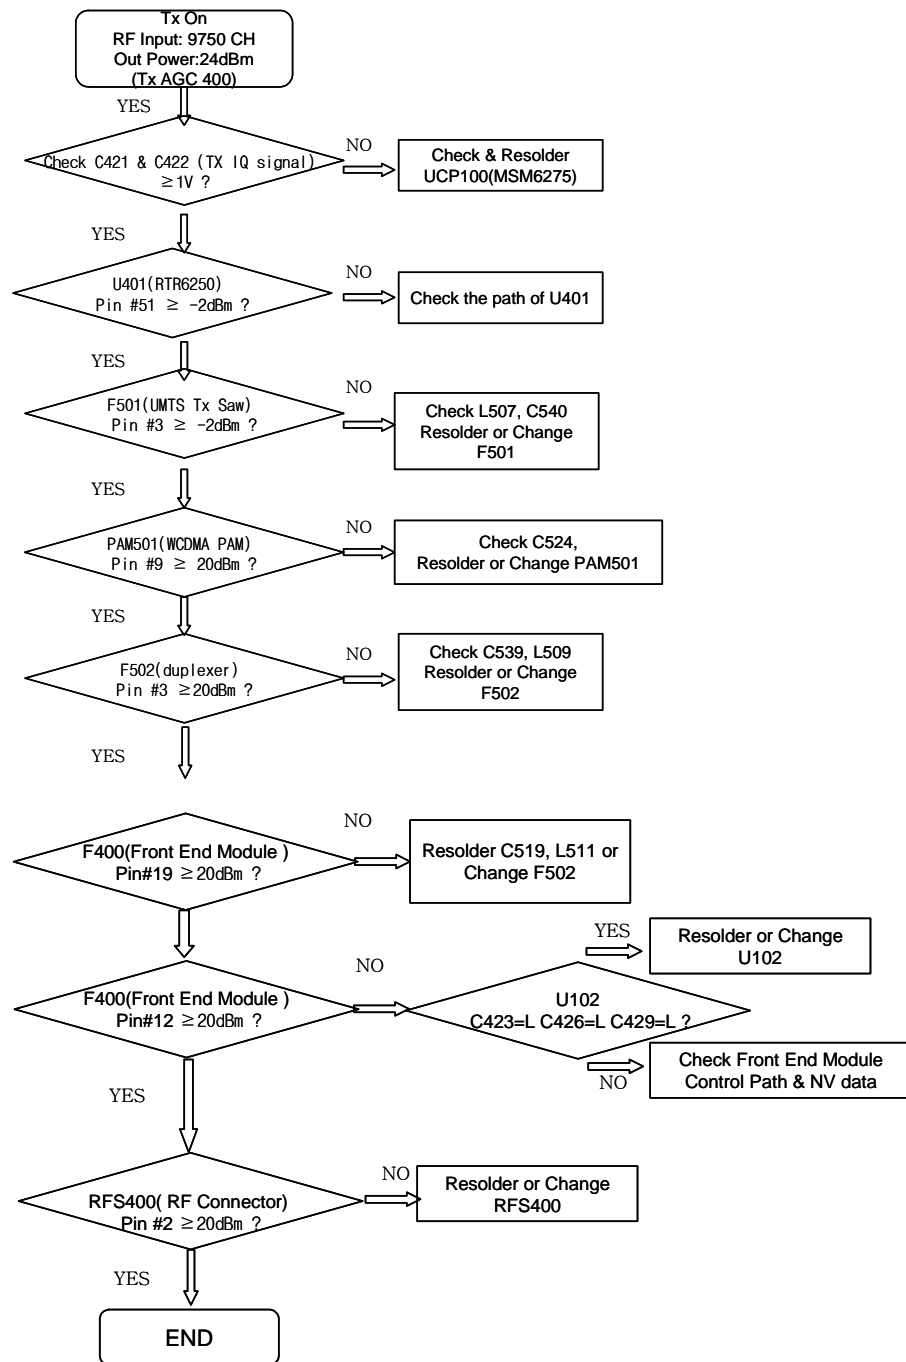 Tx On
RF Input: 9750 CH
Out Power:24dBm
(Tx AGC 400)
YES
Check C421 & C422 (TX IQ signal)
≥1V ?
NO
Check & Resolder
UCP100(MSM6275)
YES
U401(RTR6250)
Pin #51 ≥ -2dBm ?
NO
Check the path of U401
YES
F501(UMTS Tx Saw)
Pin #3 ≥ -2dBm ?
NO
Check L507, C540
Resolder or Change
F501
YES
PAM501(WCDMA PAM)
Pin #9 ≥ 20dBm ?
NO
Check C524,
Resolder or Change PAM501
YES
F502(duplexer)
Pin #3 ≥20dBm ?
NO
Check C539, L509
Resolder or Change
F502
YES
F400(Front End Module )
Pin#19 ≥20dBm ?
NO
Resolder C519, L511 or
Change F502
F400(Front End Module )
Pin#12 ≥20dBm ?
NO
U102
C423=L C426=L C429=L ?
YES
Resolder or Change
U102
NO
Check Front End Module
Control Path & NV data
YES
RFS400( RF Connector)
Pin #2 ≥20dBm ?
NO
Resolder or Change
RFS400
YES
END